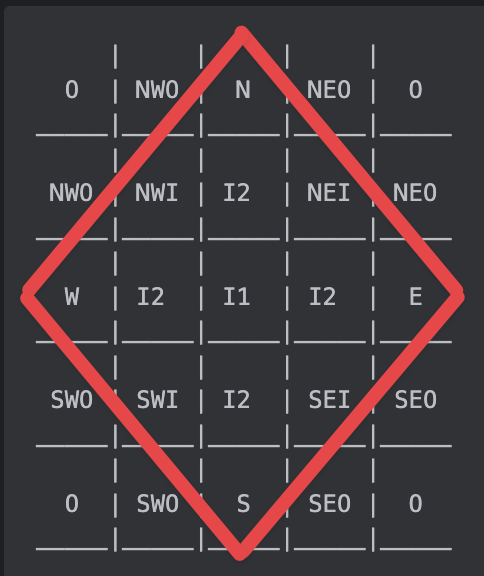 O | NWO | N | NEO | O
NWO | NWI | I2 | NEI | NEO
W | I2 | I1 | I2 | E
SWO | SWI | I2 | SEI | SEO
O | SWO | S | SEO | O